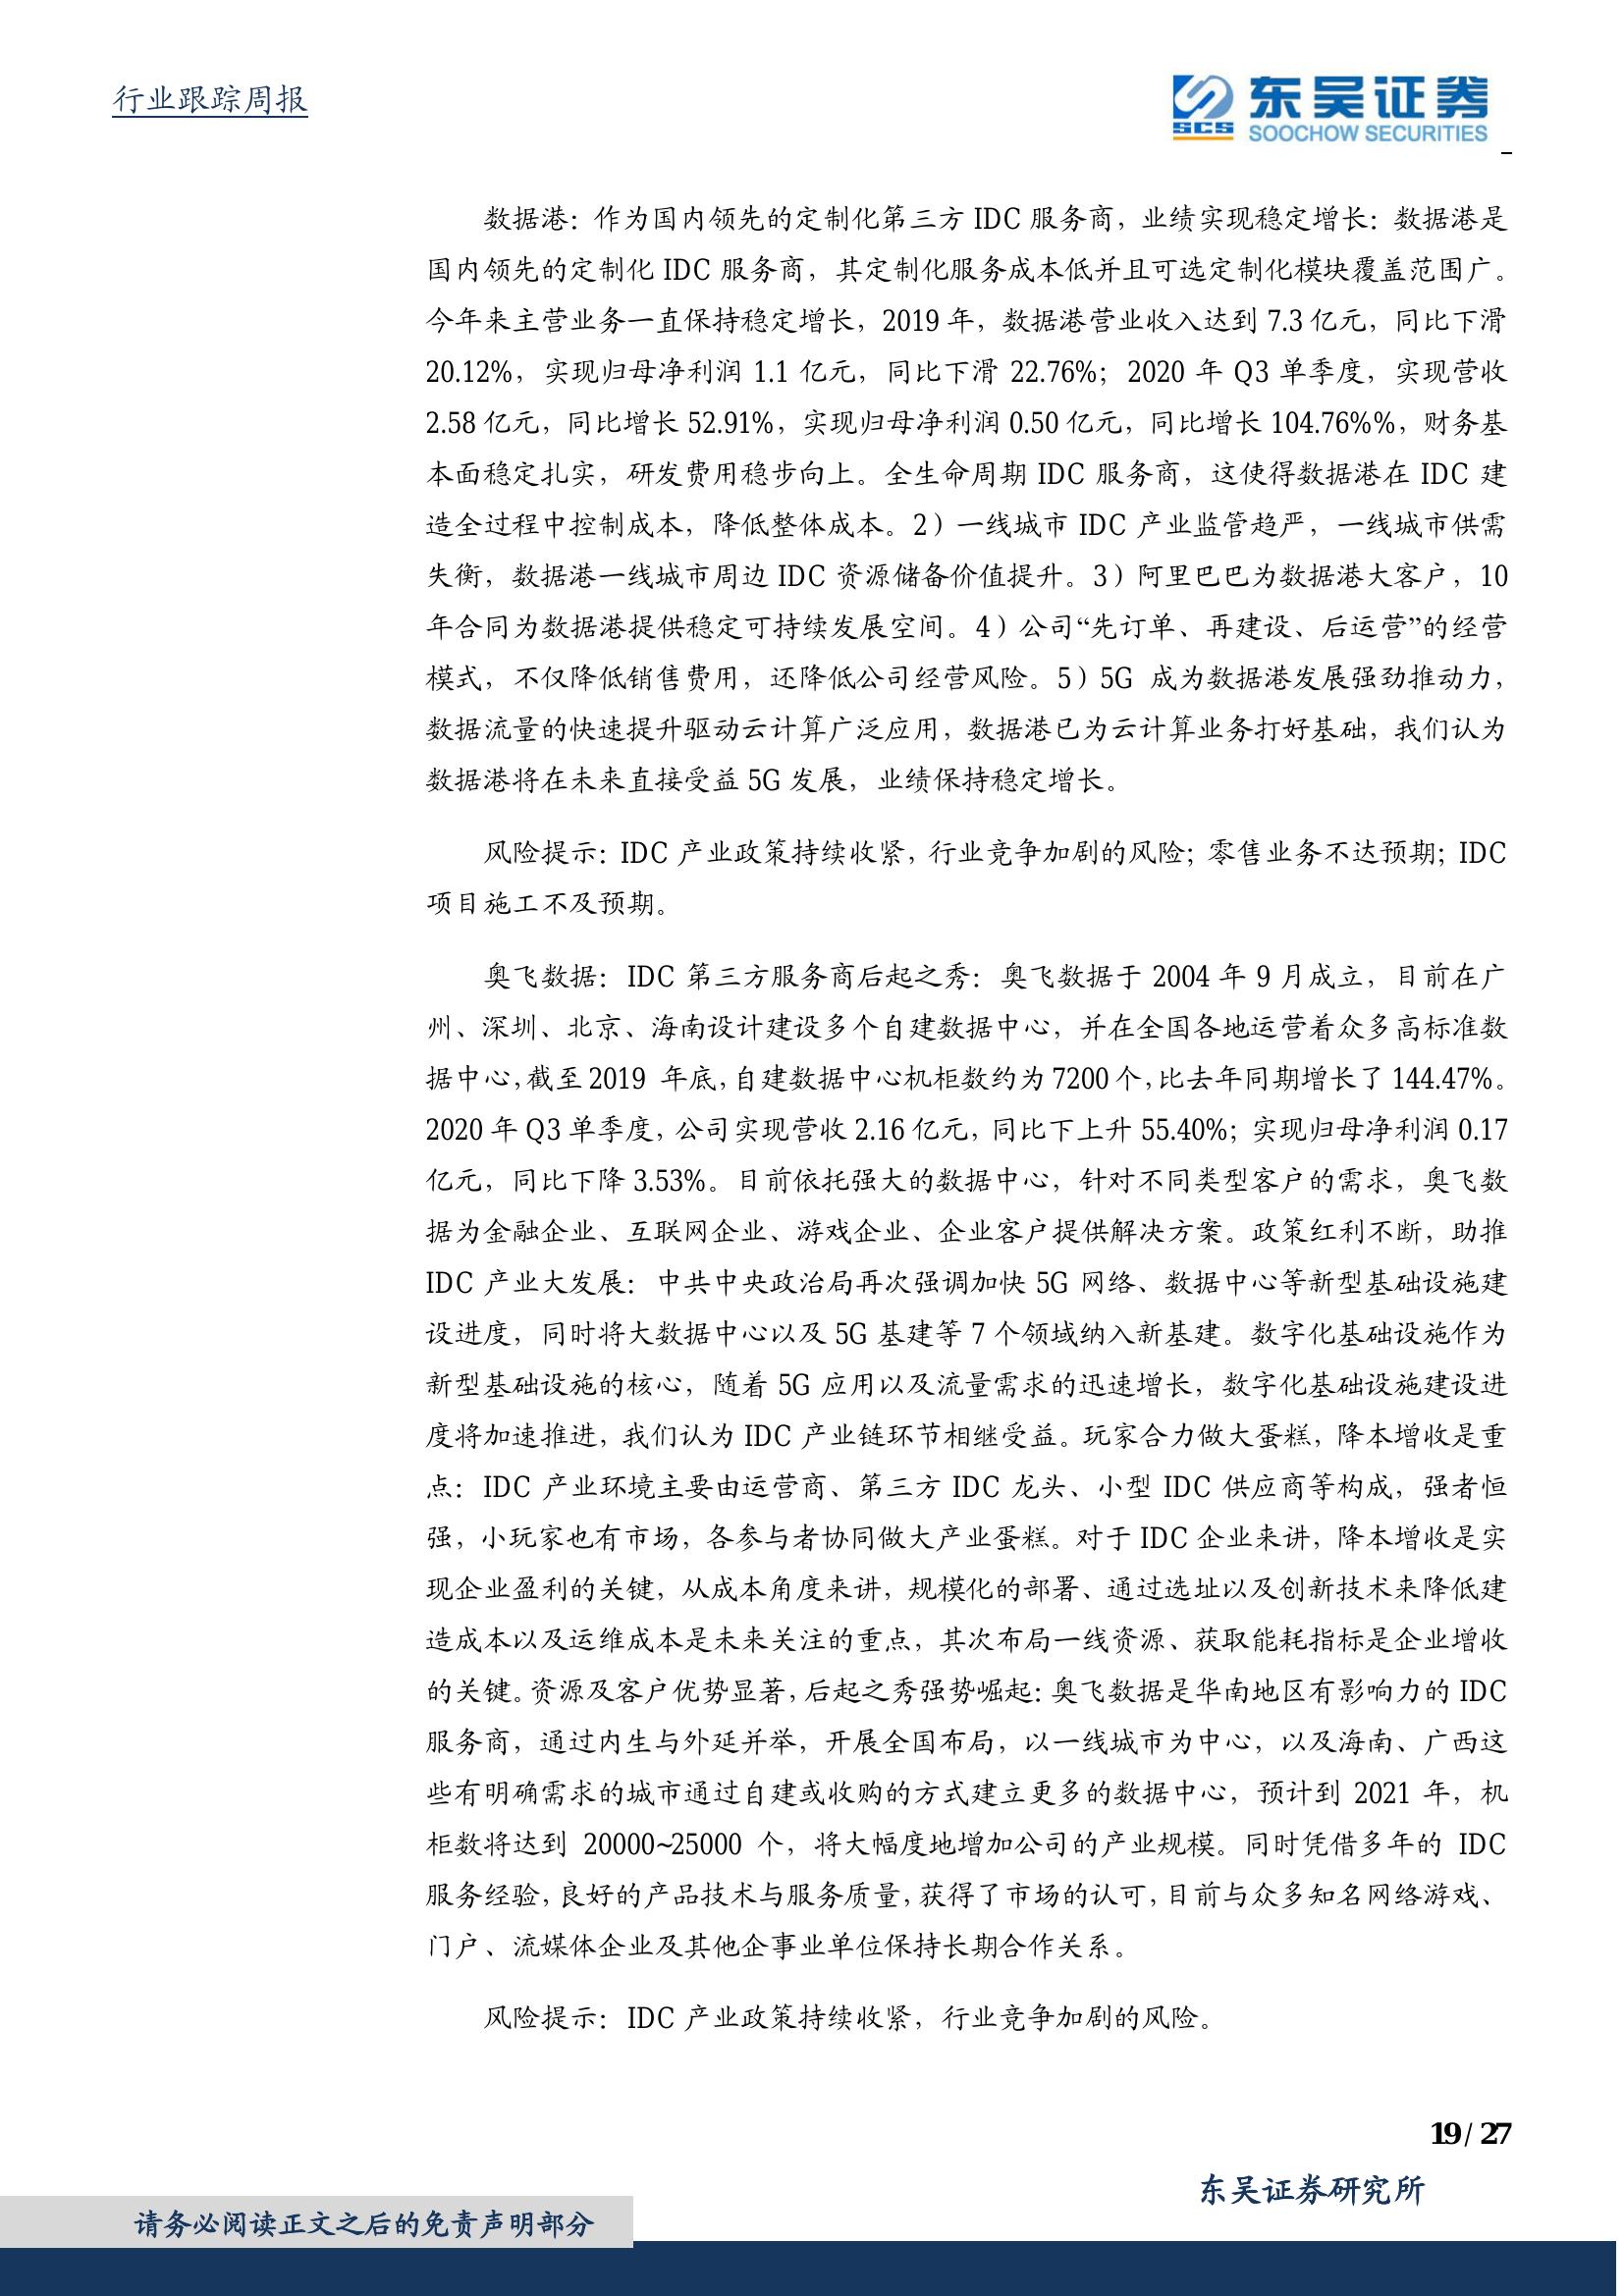 行业跟踪周报
SCS
东吴证券
SOOCHOW SECURITIES
数据港：作为国内领先的定制化第三方 IDC 服务商，业绩实现稳定增长：数据港是
国内领先的定制化 IDC 服务商，其定制化服务成本低并且可选定制化模块覆盖范围广。
今年来主营业务一直保持稳定增长，2019 年，数据港营业收入达到 7.3 亿元，同比下滑
20.12%，实现归母净利润 1.1 亿元，同比下滑 22.76%；2020 年 Q3 单季度，实现营收
2.58 亿元，同比增长 52.91%，实现归母净利润 0.50 亿元，同比增长 104.76%%，财务基
本面稳定扎实，研发费用稳步向上。全生命周期 IDC 服务商，这使得数据港在 IDC 建
造全过程中控制成本，降低整体成本。2）一线城市 IDC 产业监管趋严，一线城市供需
失衡，数据港一线城市周边 IDC 资源储备价值提升。3）阿里巴巴为数据港大客户，10
年合同为数据港提供稳定可持续发展空间。4）公司“先订单、再建设、后运营”的经营
模式，不仅降低销售费用，还降低公司经营风险。5）5G 成为数据港发展强劲推动力，
数据流量的快速提升驱动云计算广泛应用，数据港已为云计算业务打好基础，我们认为
数据港将在未来直接受益 5G 发展，业绩保持稳定增长。
风险提示：IDC 产业政策持续收紧，行业竞争加剧的风险；零售业务不达预期；IDC
项目施工不及预期。
奥飞数据：IDC 第三方服务商后起之秀：奥飞数据于 2004 年 9 月成立，目前在广
州、深圳、北京、海南设计建设多个自建数据中心，并在全国各地运营着众多高标准数
据中心，截至 2019 年底，自建数据中心机柜数约为 7200 个，比去年同期增长了 144.47%。
2020 年 Q3 单季度，公司实现营收 2.16 亿元，同比下上升 55.40%；实现归母净利润 0.17
亿元，同比下降 3.53%。目前依托强大的数据中心，针对不同类型客户的需求，奥飞数
据为金融企业、互联网企业、游戏企业、企业客户提供解决方案。政策红利不断，助推
IDC 产业大发展：中共中央政治局再次强调加快 5G 网络、数据中心等新型基础设施建
设进度，同时将大数据中心以及 5G 基建等 7 个领域纳入新基建。数字化基础设施作为
新型基础设施的核心，随着 5G 应用以及流量需求的迅速增长，数字化基础设施建设进
度将加速推进，我们认为 IDC 产业链环节相继受益。玩家合力做大蛋糕，降本增收是重
点：IDC 产业环境主要由运营商、第三方 IDC 龙头、小型 IDC 供应商等构成，强者恒
强，小玩家也有市场，各参与者协同做大产业蛋糕。对于 IDC 企业来讲，降本增收是实
现企业盈利的关键，从成本角度来讲，规模化的部署、通过选址以及创新技术来降低建
造成本以及运维成本是未来关注的重点，其次布局一线资源、获取能耗指标是企业增收
的关键。资源及客户优势显著，后起之秀强势崛起：奥飞数据是华南地区有影响力的 IDC
服务商，通过内生与外延并举，开展全国布局，以一线城市为中心，以及海南、广西这
些有明确需求的城市通过自建或收购的方式建立更多的数据中心，预计到 2021 年，机
柜数将达到 20000~25000 个，将大幅度地增加公司的产业规模。同时凭借多年的 IDC
服务经验，良好的产品技术与服务质量，获得了市场的认可，目前与众多知名网络游戏、
门户、流媒体企业及其他企事业单位保持长期合作关系。
风险提示：IDC 产业政策持续收紧，行业竞争加剧的风险。
19 / 27
东吴证券研究所
请务必阅读正文之后的免责声明部分